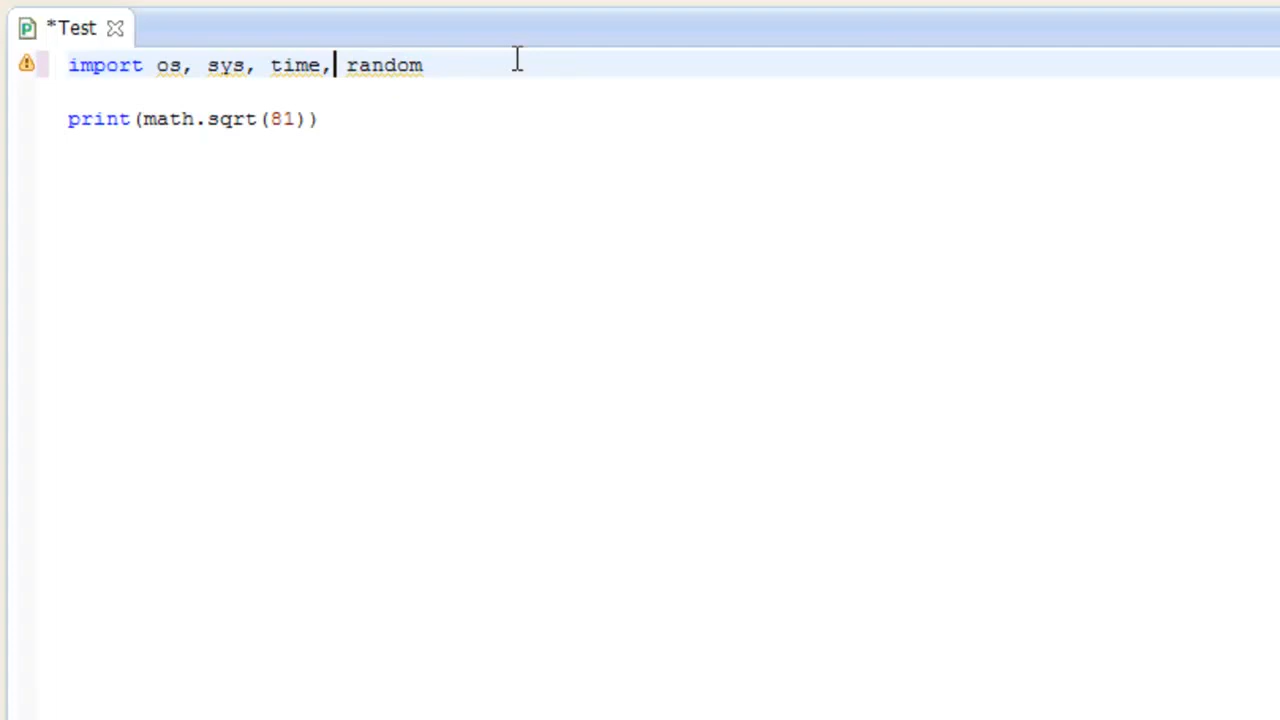 *Test
import os, sys, time, random
print(math.sqrt(81))